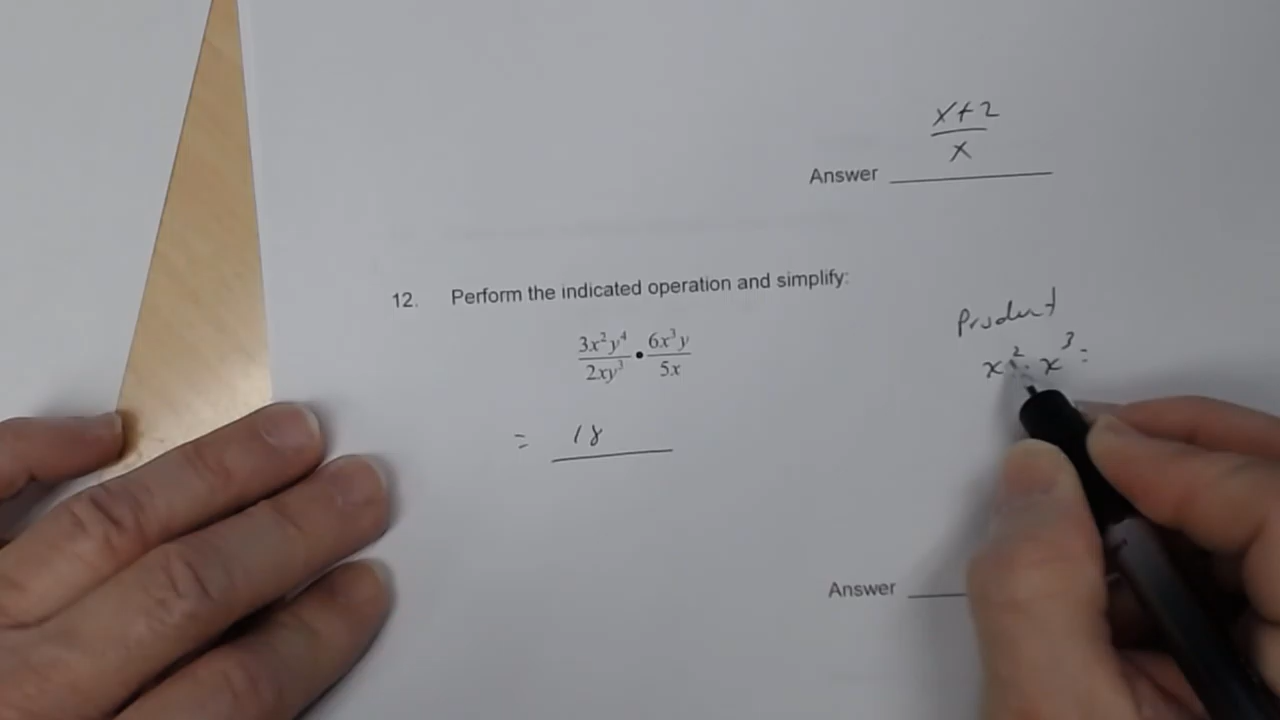 x+2
x
Answer
12. Perform the indicated operation and simplify:
3x²y⁴/2xy³ • 6x³y/5x
Product
x² · x³ =
= 18
Answer